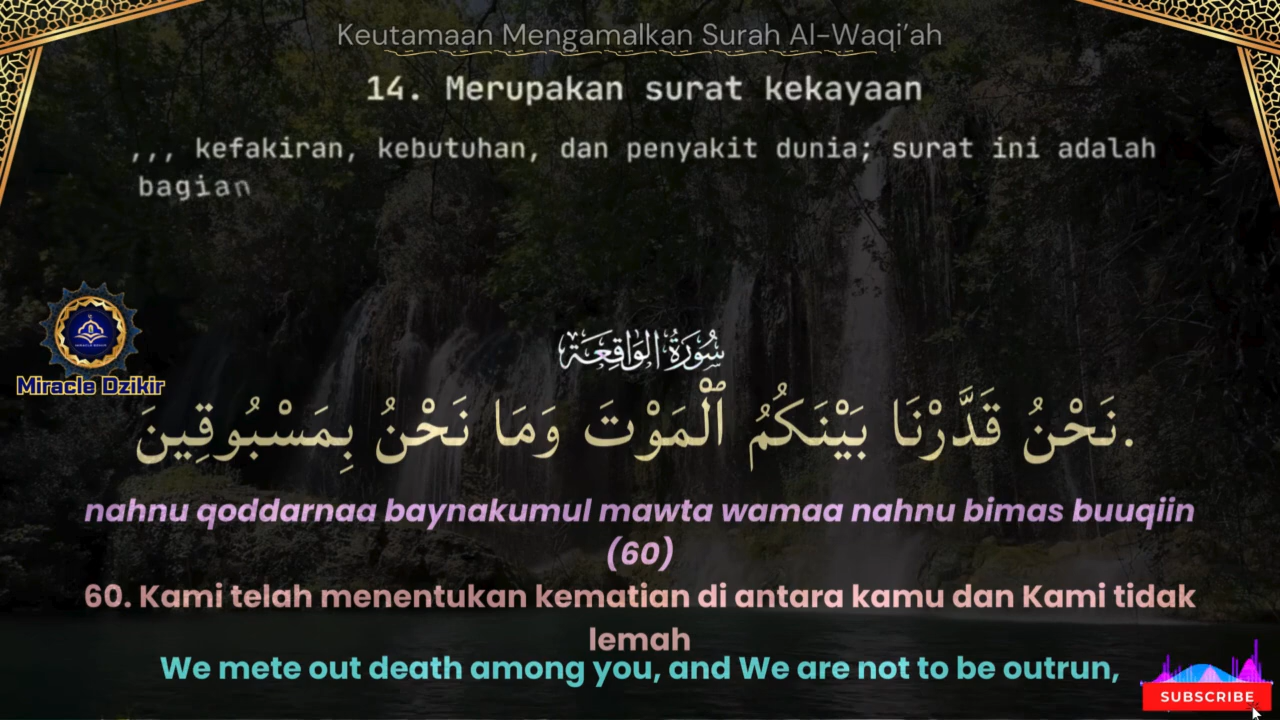 Keutamaan Mengamalkan Surah Al-Waqi’ah
14. Merupakan surat kekayaan
,,, kefakiran, kebutuhan, dan penyakit dunia; surat ini adalah
bagian
سُورَةُ الوَاقِعَة
نَحْنُ قَدَّرْنَا بَيْنَكُمُ ٱلْمَوْتَ وَمَا نَحْنُ بِمَسْبُوقِينَ.
Miracle Dzikir
nahnu qoddarnaa baynakumul mawta wamaa nahnu bimas buuqiin
(60)
60. Kami telah menentukan kematian di antara kamu dan Kami tidak
lemah
We mete out death among you, and We are not to be outrun,
SUBSCRIBE